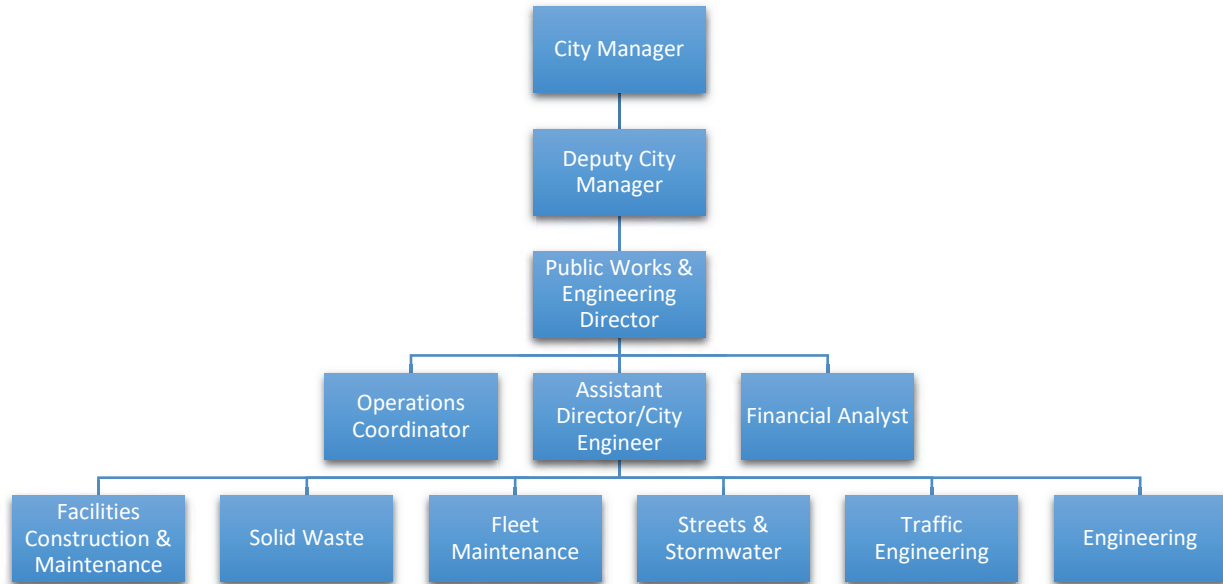 City Manager
Deputy City
Manager
Public Works &
Engineering
Director
Operations
Coordinator
Assistant
Director/City
Engineer
Financial Analyst
Facilities
Construction &
Maintenance
Solid Waste
Fleet
Maintenance
Streets &
Stormwater
Traffic
Engineering
Engineering